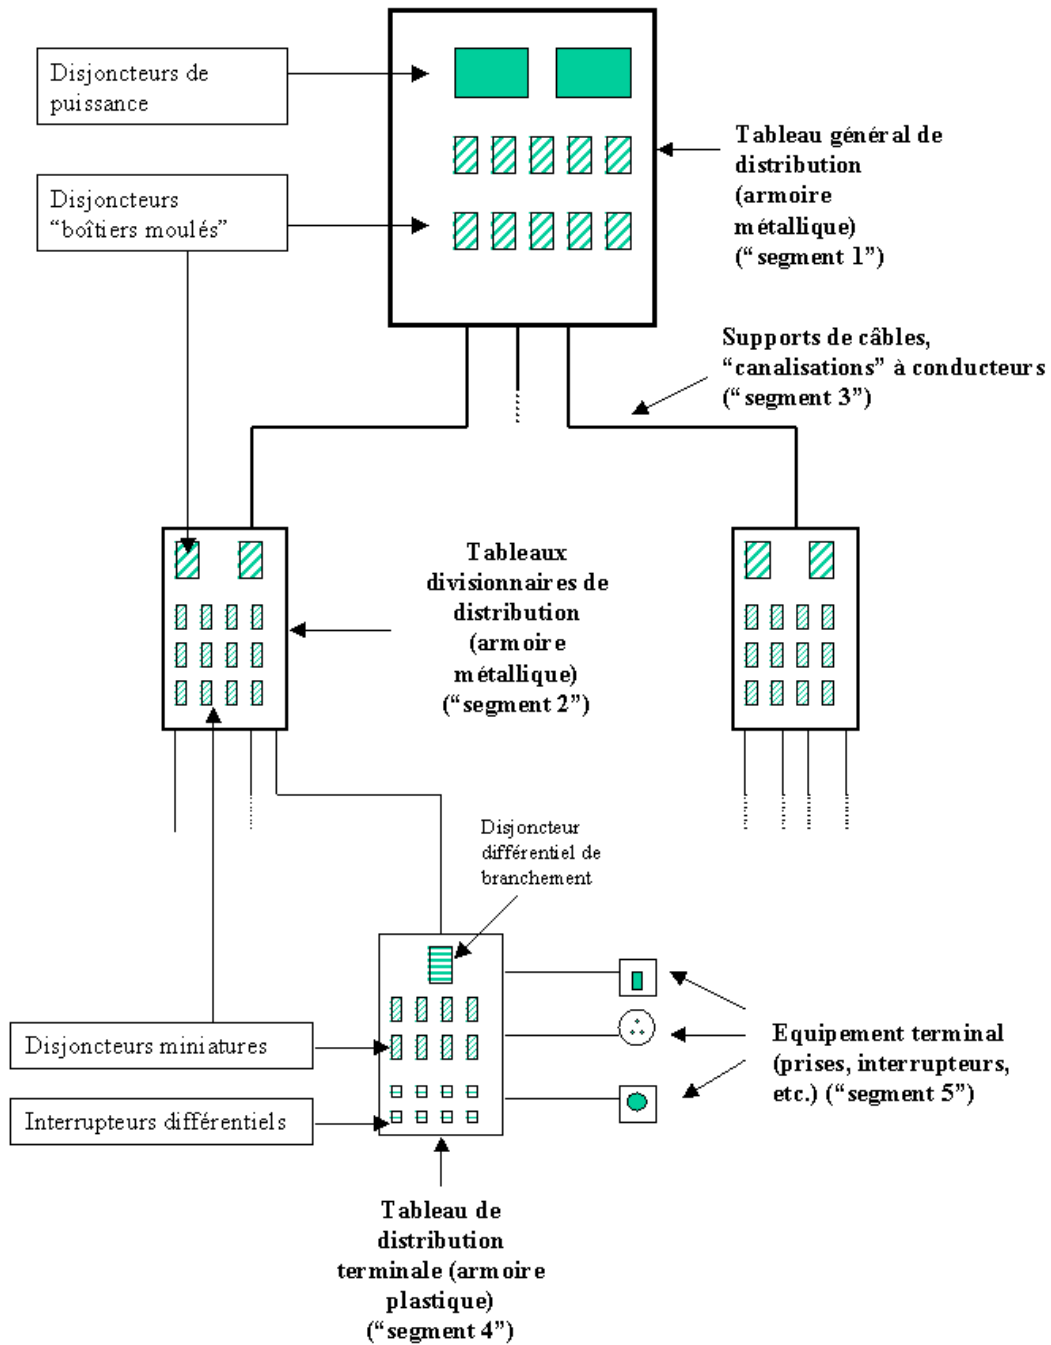 Disjoncteurs de
puissance
Disjoncteurs
“boîtiers moulés”
Tableau général de
distribution
(armoire
métallique)
(“segment 1”)
Supports de câbles,
“canalisations” à conducteurs
(“segment 3”)
Tableaux
divisionnaires de
distribution
(armoire
métallique)
(“segment 2”)
Disjoncteur
différentiel de
branchement
Disjoncteurs miniatures
Interrupteurs différentiels
Equipement terminal
(prises, interrupteurs,
etc.) (“segment 5”)
Tableau de
distribution
terminale (armoire
plastique)
(“segment 4”)